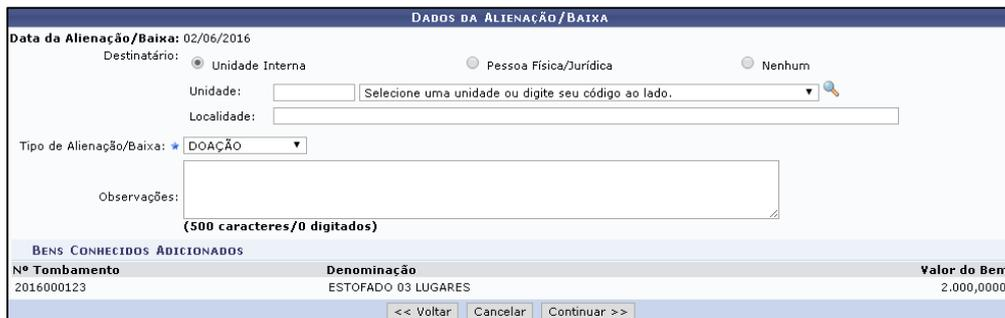 DADOS DA ALIENAÇÃO/BAIXA
Data da Alienação/Baixa: 02/06/2016
Destinatário: Unidade Interna Pessoa Física/Jurídica Nenhum
Unidade: Selecione uma unidade ou digite seu código ao lado.
Localidade:
Tipo de Alienação/Baixa: DOAÇÃO
Observações:
(500 caracteres/0 digitados)
BENS CONHECIDOS ADICIONADOS
Nº Tombamento Denominação Valor do Bem
2016000123 ESTOFADO 03 LUGARES 2.000,0000
<< Voltar Cancelar Continuar >>